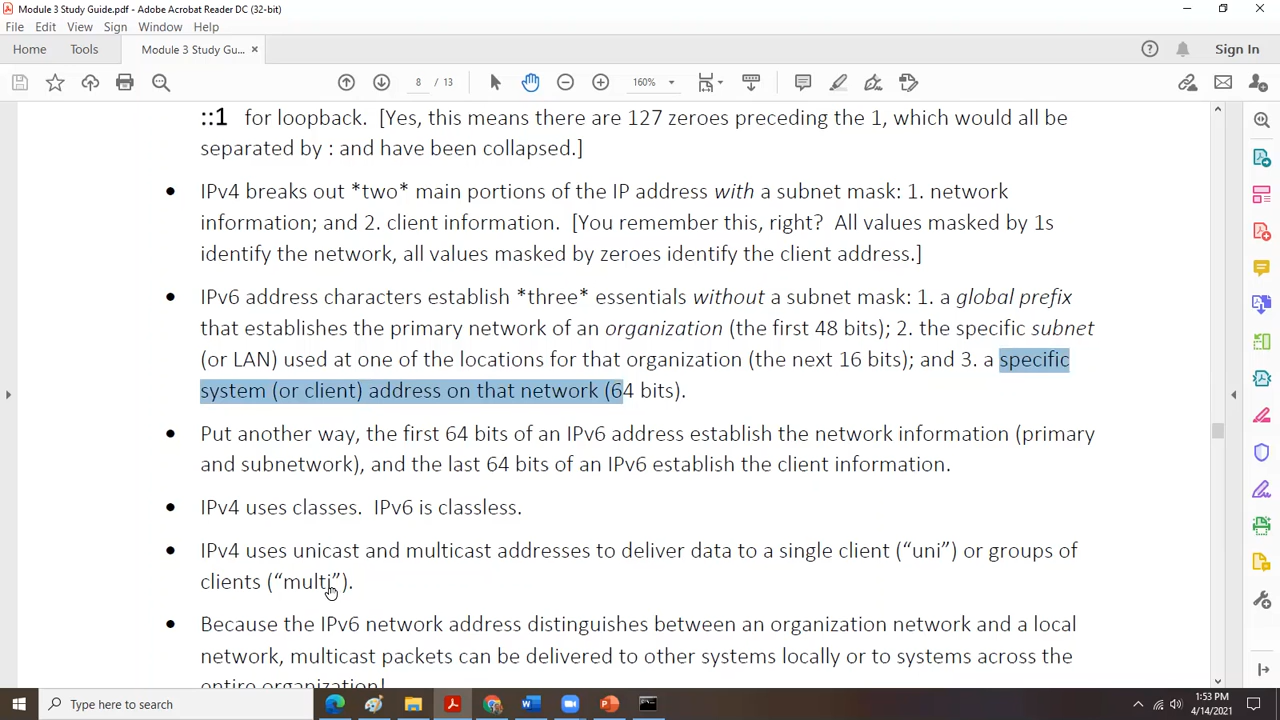 Module 3 Study Guide.pdf - Adobe Acrobat Reader DC (32-bit)
File Edit View Sign Window Help
Home Tools Module 3 Study Gu... × Sign In
8 / 13 160%
::1 for loopback. [Yes, this means there are 127 zeroes preceding the 1, which would all be
separated by : and have been collapsed.]
• IPv4 breaks out *two* main portions of the IP address with a subnet mask: 1. network
information; and 2. client information. [You remember this, right? All values masked by 1s
identify the network, all values masked by zeroes identify the client address.]
• IPv6 address characters establish *three* essentials without a subnet mask: 1. a global prefix
that establishes the primary network of an organization (the first 48 bits); 2. the specific subnet
(or LAN) used at one of the locations for that organization (the next 16 bits); and 3. a specific
system (or client) address on that network (64 bits).
• Put another way, the first 64 bits of an IPv6 address establish the network information (primary
and subnetwork), and the last 64 bits of an IPv6 establish the client information.
• IPv4 uses classes. IPv6 is classless.
• IPv4 uses unicast and multicast addresses to deliver data to a single client (“uni”) or groups of
clients (“multi”).
• Because the IPv6 network address distinguishes between an organization network and a local
network, multicast packets can be delivered to other systems locally or to systems across the
entire organization!
Type here to search
1:53 PM
4/14/2021